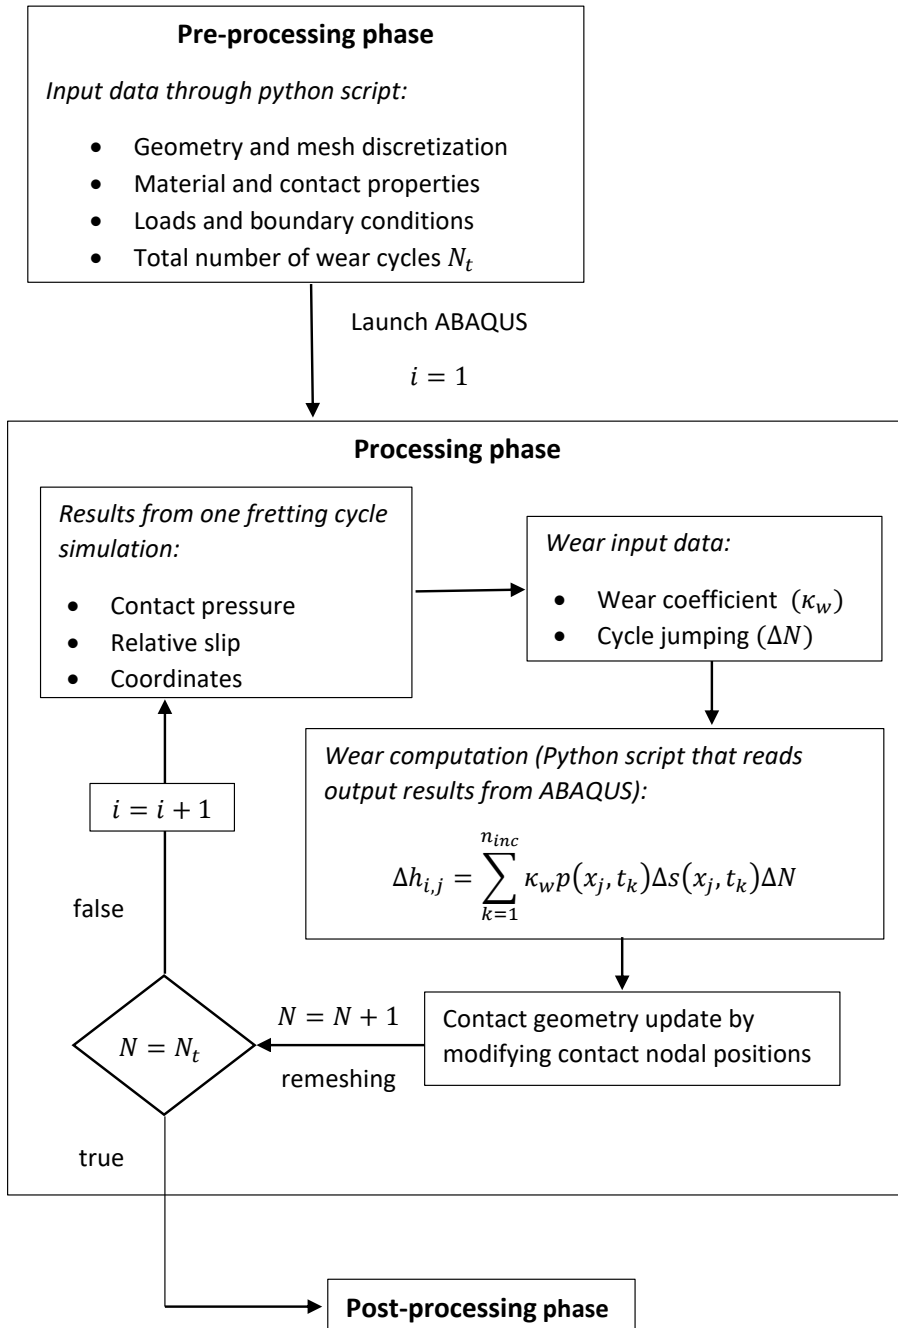 Pre-processing phase
Input data through python script:
• Geometry and mesh discretization
• Material and contact properties
• Loads and boundary conditions
• Total number of wear cycles N_t
Launch ABAQUS
i = 1
Processing phase
Results from one fretting cycle
simulation:
• Contact pressure
• Relative slip
• Coordinates
Wear input data:
• Wear coefficient (κ_w)
• Cycle jumping (ΔN)
Wear computation (Python script that reads
output results from ABAQUS):
Δh_{i,j} = \sum_{k=1}^{n_{inc}} κ_w p(x_j, t_k)Δs(x_j, t_k)ΔN
Contact geometry update by
modifying contact nodal positions
N = N + 1
remeshing
N = N_t
false
i = i + 1
true
Post-processing phase